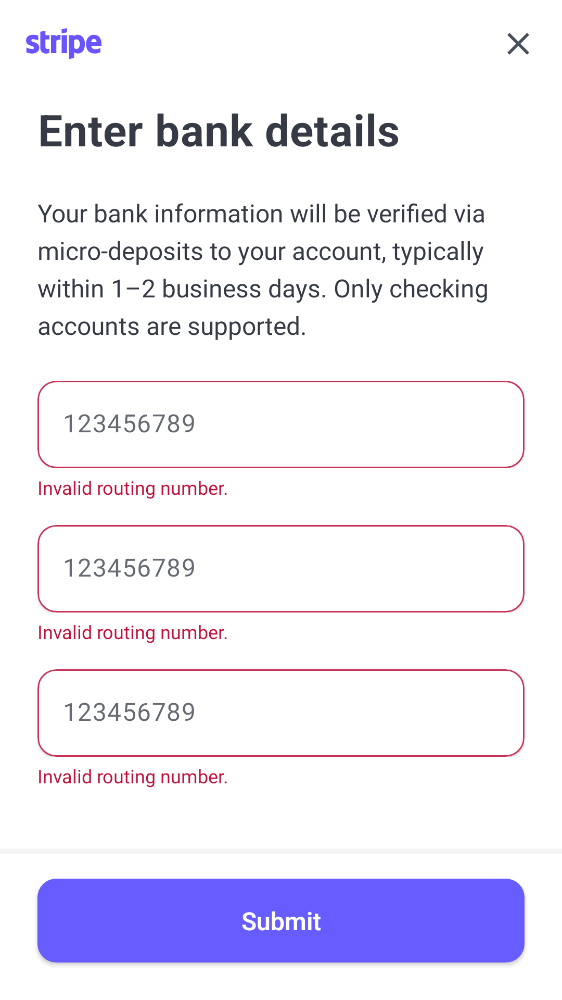 stripe
Enter bank details
Your bank information will be verified via
micro-deposits to your account, typically
within 1–2 business days. Only checking
accounts are supported.
123456789
Invalid routing number.
123456789
Invalid routing number.
123456789
Invalid routing number.
Submit